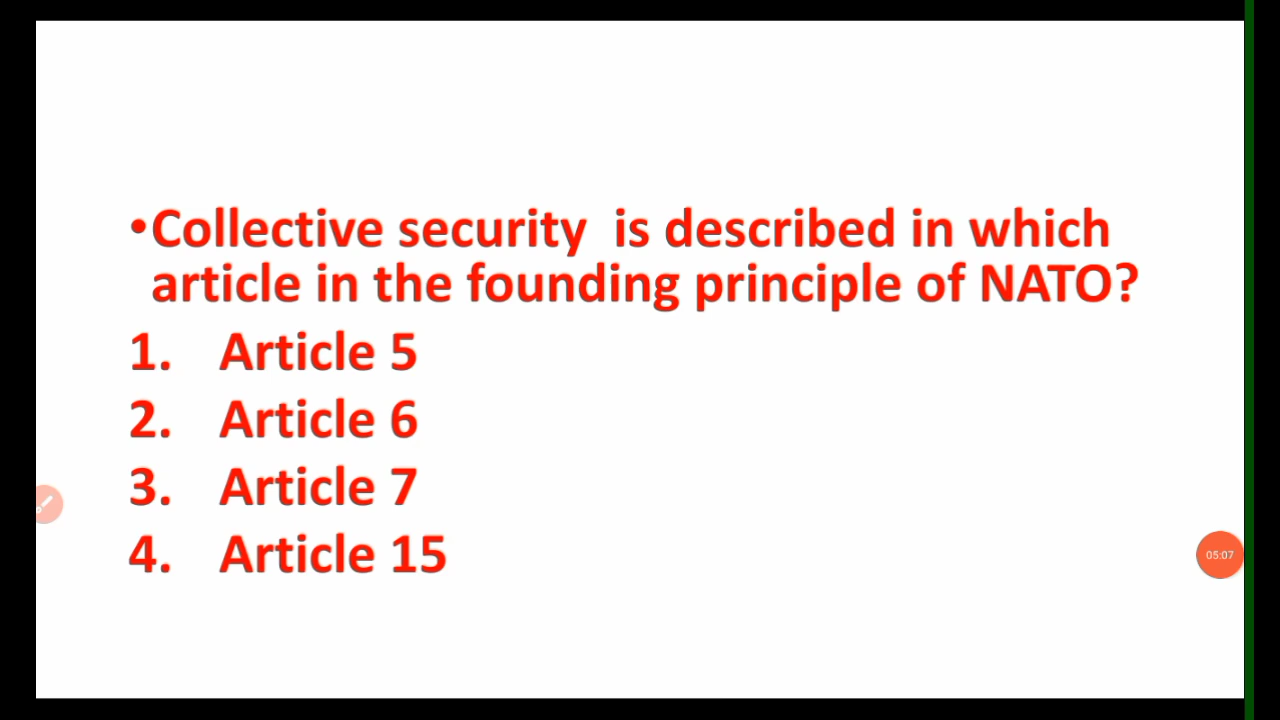 •Collective security  is described in which
article in the founding principle of NATO?
1. Article 5
2. Article 6
3. Article 7
4. Article 15
05:07